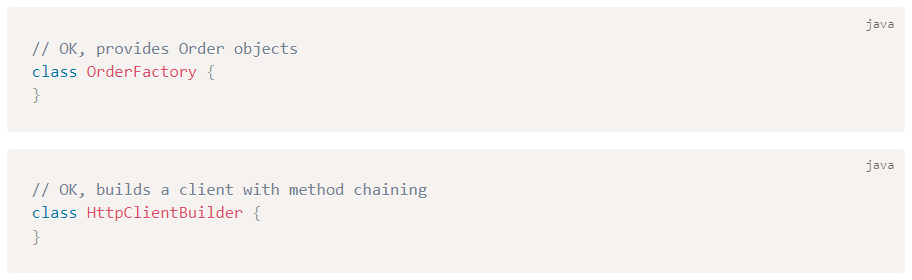 java
// OK, provides Order objects
class OrderFactory {
}
java
// OK, builds a client with method chaining
class HttpClientBuilder {
}